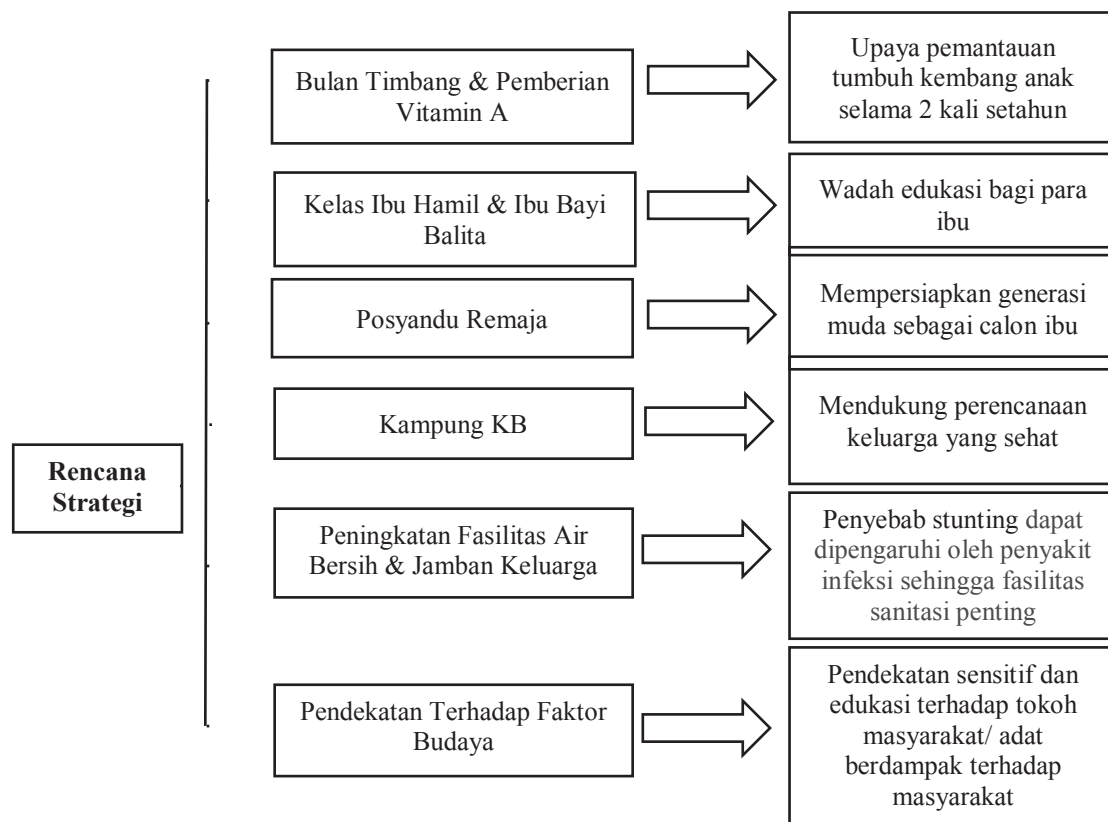 Rencana
Strategi
Bulan Timbang & Pemberian
Vitamin A
Upaya pemantauan
tumbuh kembang anak
selama 2 kali setahun
Kelas Ibu Hamil & Ibu Bayi
Balita
Wadah edukasi bagi para
ibu
Posyandu Remaja
Mempersiapkan generasi
muda sebagai calon ibu
Kampung KB
Mendukung perencanaan
keluarga yang sehat
Peningkatan Fasilitas Air
Bersih & Jamban Keluarga
Penyebab stunting dapat
dipengaruhi oleh penyakit
infeksi sehingga fasilitas
sanitasi penting
Pendekatan Terhadap Faktor
Budaya
Pendekatan sensitif dan
edukasi terhadap tokoh
masyarakat/ adat
berdampak terhadap
masyarakat